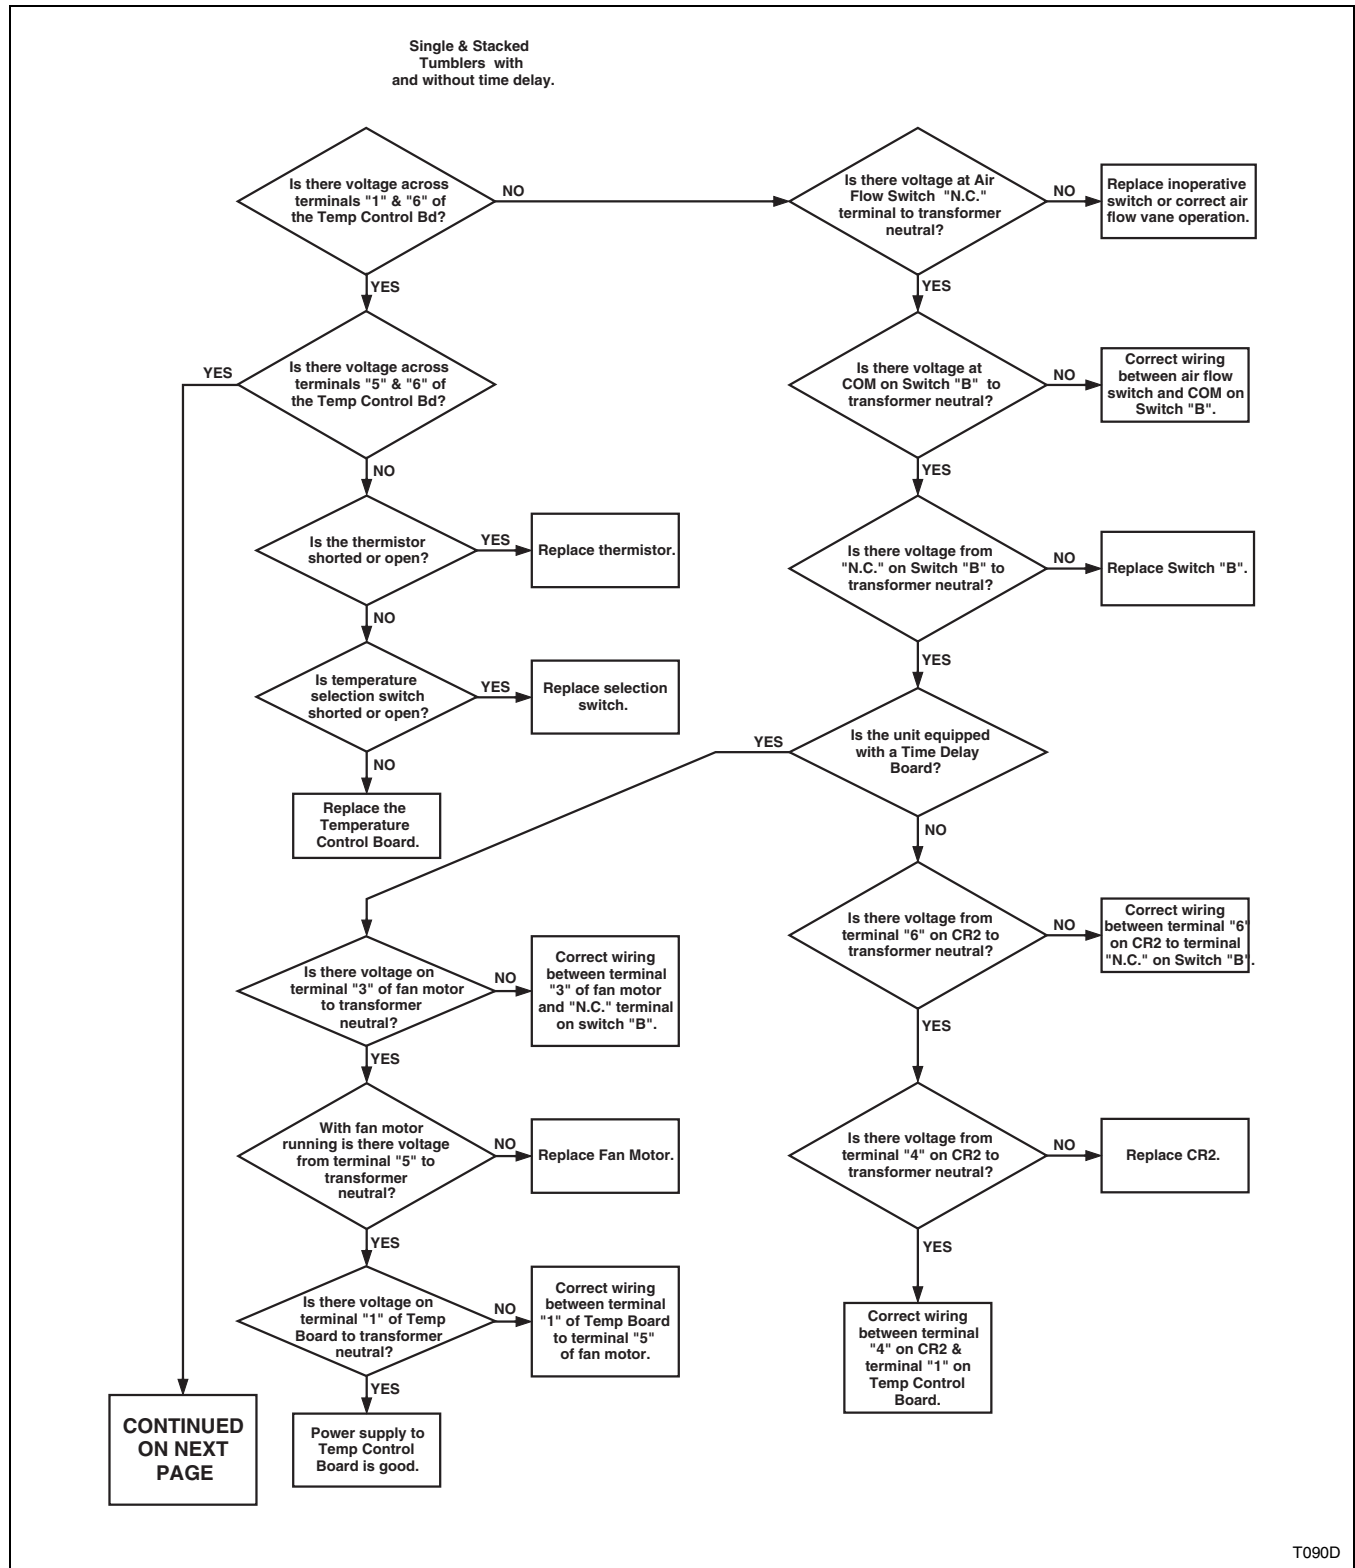 Single & Stacked
Tumblers with
and without time delay.
Is there voltage across
terminals "1" & "6" of
the Temp Control Bd?
NO
Is there voltage at Air
Flow Switch "N.C."
terminal to transformer
neutral?
NO
Replace inoperative
switch or correct air
flow vane operation.
YES
YES
Is there voltage across
terminals "5" & "6" of
the Temp Control Bd?
YES
Is there voltage at
COM on Switch "B" to
transformer neutral?
NO
Correct wiring
between air flow
switch and COM on
Switch "B".
NO
YES
Is the thermistor
shorted or open?
YES
Replace thermistor.
Is there voltage from
"N.C." on Switch "B" to
transformer neutral?
NO
Replace Switch "B".
NO
YES
Is temperature
selection switch
shorted or open?
YES
Replace selection
switch.
NO
Replace the
Temperature
Control Board.
Is the unit equipped
with a Time Delay
Board?
YES
NO
Is there voltage from
terminal "6" on CR2 to
transformer neutral?
NO
Correct wiring
between terminal "6"
on CR2 to terminal
"N.C." on Switch "B".
Is there voltage on
terminal "3" of fan motor
to transformer
neutral?
NO
Correct wiring
between terminal
"3" of fan motor
and "N.C." terminal
on switch "B".
YES
YES
With fan motor
running is there voltage
from terminal "5" to
transformer
neutral?
NO
Replace Fan Motor.
Is there voltage from
terminal "4" on CR2 to
transformer neutral?
NO
Replace CR2.
YES
YES
Is there voltage on
terminal "1" of Temp
Board to transformer
neutral?
NO
Correct wiring
between terminal
"1" of Temp Board
to terminal "5"
of fan motor.
Correct wiring
between terminal
"4" on CR2 &
terminal "1" on
Temp Control
Board.
YES
CONTINUED
ON NEXT
PAGE
Power supply to
Temp Control
Board is good.
T090D